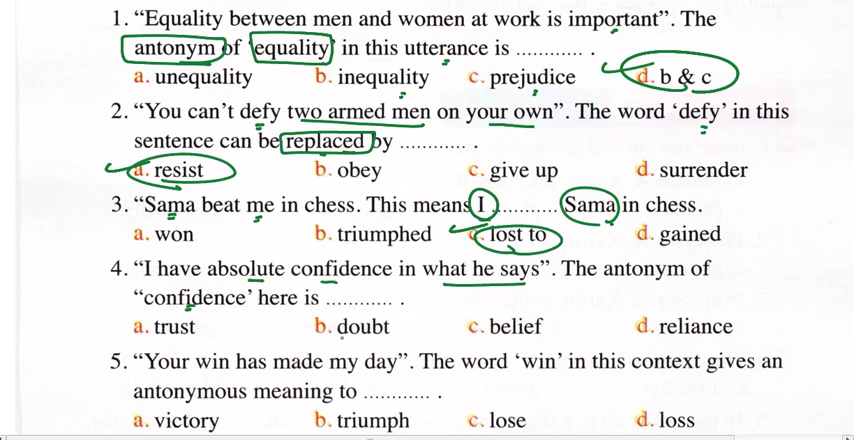 1. “Equality between men and women at work is important”. The
antonym of ‘equality’ in this utterance is ............ .
a. unequality b. inequality c. prejudice d. b & c
2. “You can’t defy two armed men on your own”. The word ‘defy’ in this
sentence can be replaced by ............ .
a. resist b. obey c. give up d. surrender
3. “Sama beat me in chess. This means I ............ Sama in chess.
a. won b. triumphed c. lost to d. gained
4. “I have absolute confidence in what he says”. The antonym of
“confidence’ here is ............ .
a. trust b. doubt c. belief d. reliance
5. “Your win has made my day”. The word ‘win’ in this context gives an
antonymous meaning to ............ .
a. victory b. triumph c. lose d. loss